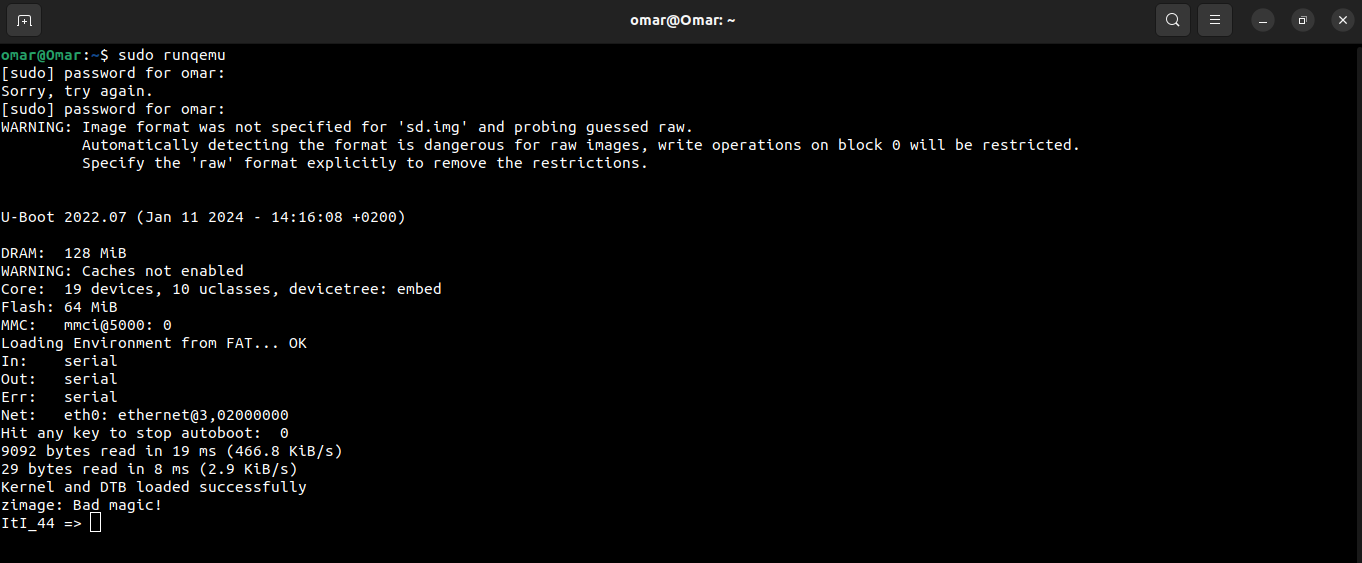 omar@Omar: ~
omar@Omar:~$ sudo runqemu
[sudo] password for omar:
Sorry, try again.
[sudo] password for omar:
WARNING: Image format was not specified for 'sd.img' and probing guessed raw.
         Automatically detecting the format is dangerous for raw images, write operations on block 0 will be restricted.
         Specify the 'raw' format explicitly to remove the restrictions.
U-Boot 2022.07 (Jan 11 2024 - 14:16:08 +0200)
DRAM:  128 MiB
WARNING: Caches not enabled
Core:  19 devices, 10 uclasses, devicetree: embed
Flash: 64 MiB
MMC:   mmci@5000: 0
Loading Environment from FAT... OK
In:    serial
Out:   serial
Err:   serial
Net:   eth0: ethernet@3,02000000
Hit any key to stop autoboot:  0
9092 bytes read in 19 ms (466.8 KiB/s)
29 bytes read in 8 ms (2.9 KiB/s)
Kernel and DTB loaded successfully
zimage: Bad magic!
ItI_44 =>